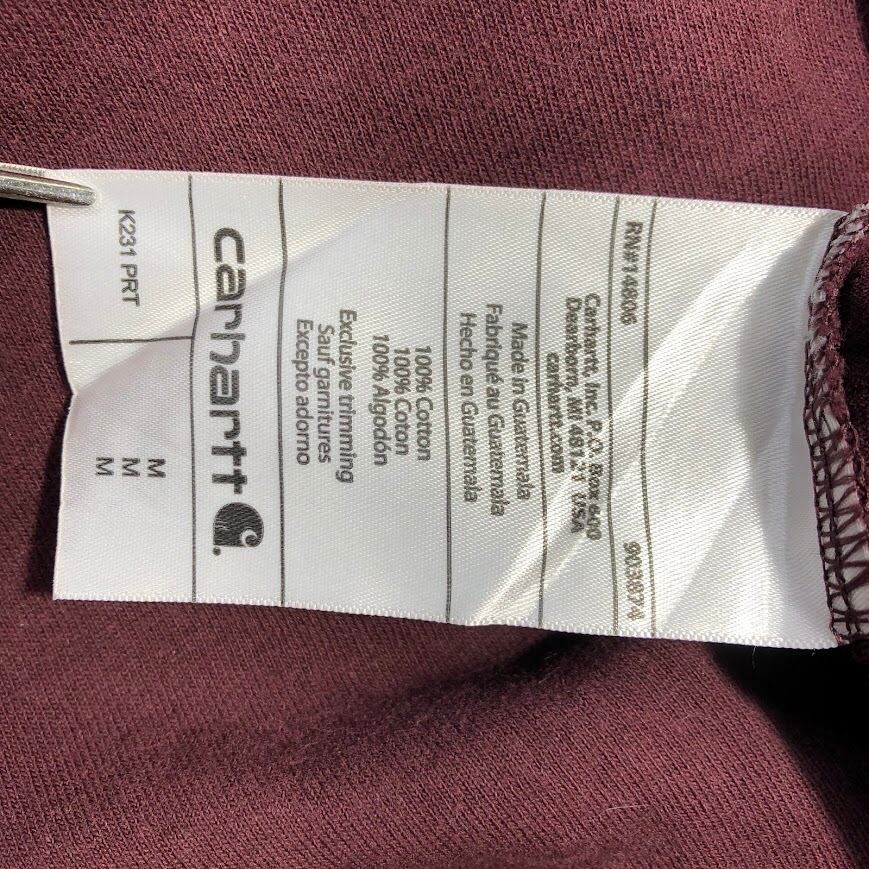 K231 PRT
M
M
M
carhartt
100% Cotton
100% Coton
100% Algodón
Exclusive trimming
Sauf garnitures
Excepto adorno
Made in Guatemala
Fabriqué au Guatemala
Hecho en Guatemala
Carhartt, Inc. P.O. Box 600
Dearborn, MI 48121 USA
carhartt.com
RN#14806 903874